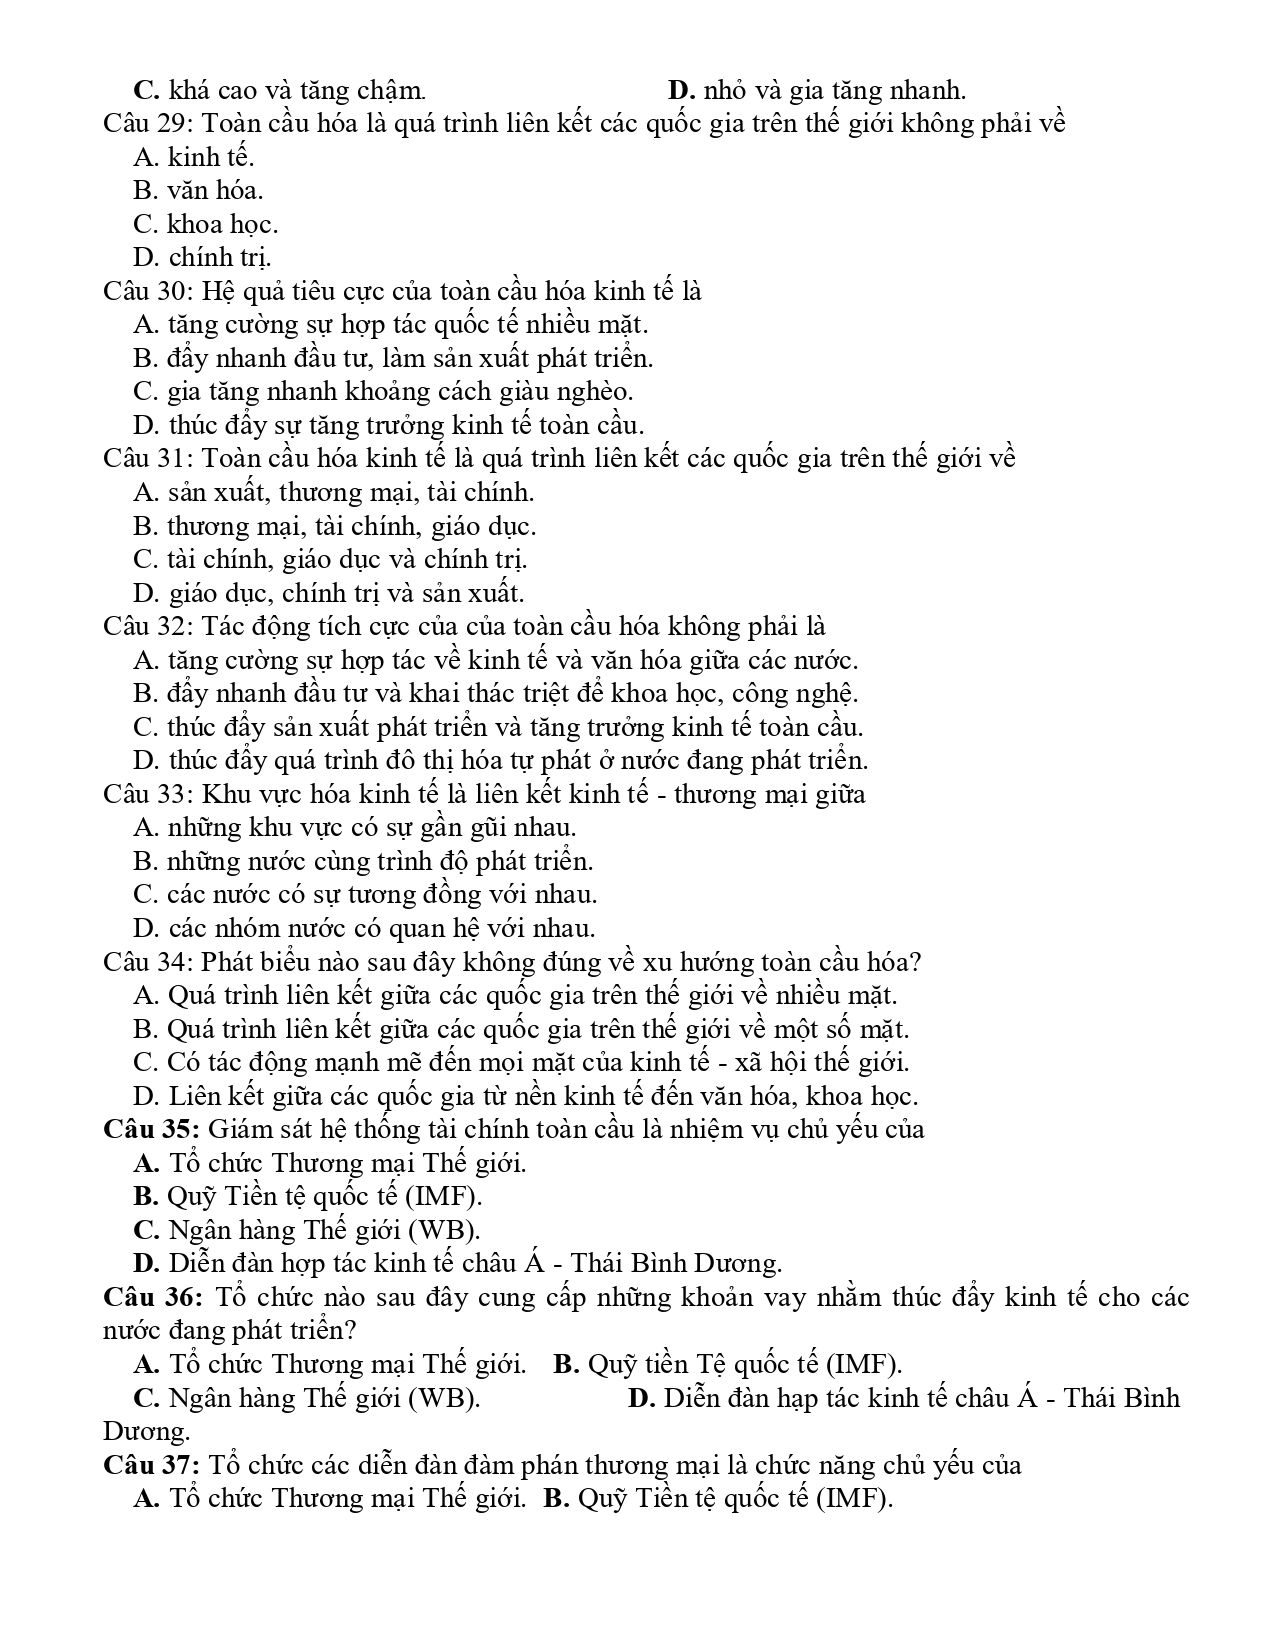 C. khá cao và tăng chậm. D. nhỏ và gia tăng nhanh.
Câu 29: Toàn cầu hóa là quá trình liên kết các quốc gia trên thế giới không phải về
A. kinh tế.
B. văn hóa.
C. khoa học.
D. chính trị.
Câu 30: Hệ quả tiêu cực của toàn cầu hóa kinh tế là
A. tăng cường sự hợp tác quốc tế nhiều mặt.
B. đẩy nhanh đầu tư, làm sản xuất phát triển.
C. gia tăng nhanh khoảng cách giàu nghèo.
D. thúc đẩy sự tăng trưởng kinh tế toàn cầu.
Câu 31: Toàn cầu hóa kinh tế là quá trình liên kết các quốc gia trên thế giới về
A. sản xuất, thương mại, tài chính.
B. thương mại, tài chính, giáo dục.
C. tài chính, giáo dục và chính trị.
D. giáo dục, chính trị và sản xuất.
Câu 32: Tác động tích cực của của toàn cầu hóa không phải là
A. tăng cường sự hợp tác về kinh tế và văn hóa giữa các nước.
B. đẩy nhanh đầu tư và khai thác triệt để khoa học, công nghệ.
C. thúc đẩy sản xuất phát triển và tăng trưởng kinh tế toàn cầu.
D. thúc đẩy quá trình đô thị hóa tự phát ở nước đang phát triển.
Câu 33: Khu vực hóa kinh tế là liên kết kinh tế - thương mại giữa
A. những khu vực có sự gần gũi nhau.
B. những nước cùng trình độ phát triển.
C. các nước có sự tương đồng với nhau.
D. các nhóm nước có quan hệ với nhau.
Câu 34: Phát biểu nào sau đây không đúng về xu hướng toàn cầu hóa?
A. Quá trình liên kết giữa các quốc gia trên thế giới về nhiều mặt.
B. Quá trình liên kết giữa các quốc gia trên thế giới về một số mặt.
C. Có tác động mạnh mẽ đến mọi mặt của kinh tế - xã hội thế giới.
D. Liên kết giữa các quốc gia từ nền kinh tế đến văn hóa, khoa học.
Câu 35: Giám sát hệ thống tài chính toàn cầu là nhiệm vụ chủ yếu của
A. Tổ chức Thương mại Thế giới.
B. Quỹ Tiền tệ quốc tế (IMF).
C. Ngân hàng Thế giới (WB).
D. Diễn đàn hợp tác kinh tế châu Á - Thái Bình Dương.
Câu 36: Tổ chức nào sau đây cung cấp những khoản vay nhằm thúc đẩy kinh tế cho các
nước đang phát triển?
A. Tổ chức Thương mại Thế giới. B. Quỹ tiền Tệ quốc tế (IMF).
C. Ngân hàng Thế giới (WB). D. Diễn đàn hạp tác kinh tế châu Á - Thái Bình
Dương.
Câu 37: Tổ chức các diễn đàn đàm phán thương mại là chức năng chủ yếu của
A. Tổ chức Thương mại Thế giới. B. Quỹ Tiền tệ quốc tế (IMF).